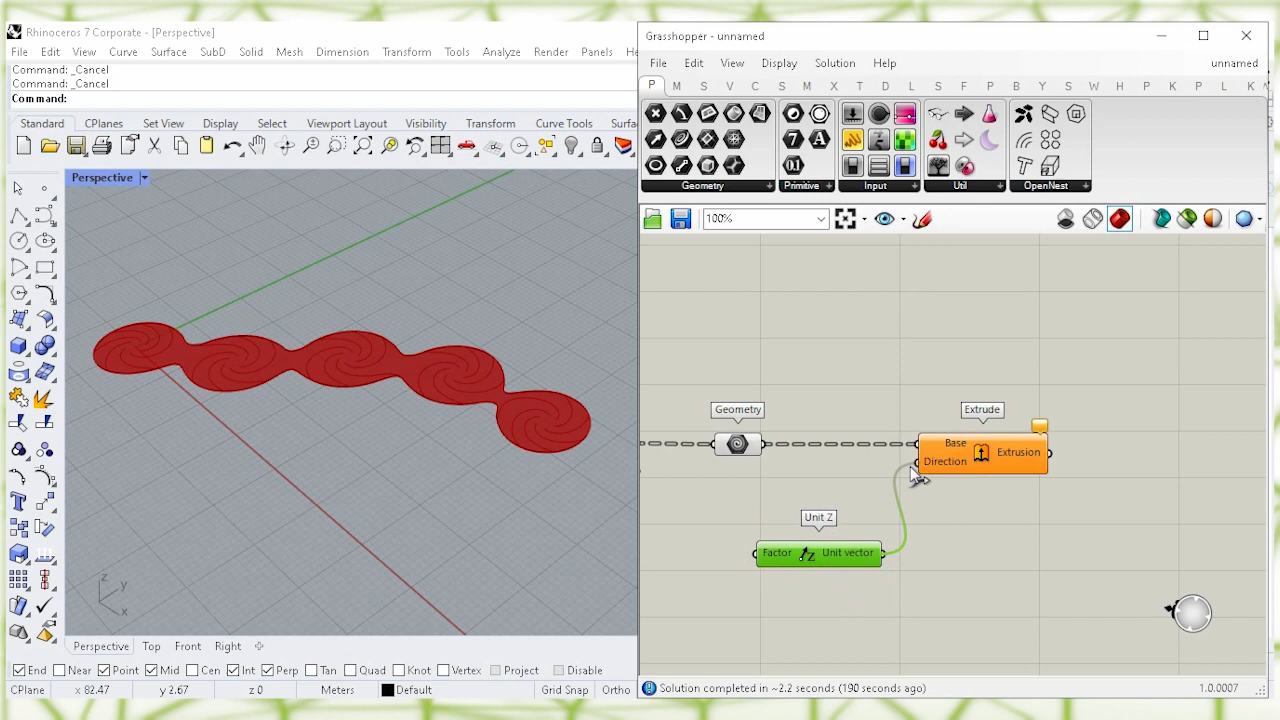 Rhinoceros 7 Corporate - [Perspective]
File Edit View Curve Surface SubD Solid Mesh Dimension Transform Tools Analyze Render Panels
Command: _Cancel
Command: _Cancel
Command:
Standard CPlanes Set View Display Select Viewport Layout Visibility Transform Curve Tools
Perspective
z
y
x
Perspective Top Front Right
End Near Point Mid Cen Int Perp Tan Quad Knot Vertex Project Disable
CPlane x 82.47 y 2.67 z 0 Meters Default Grid Snap Ortho
Grasshopper - unnamed
File Edit View Display Solution Help unnamed
P M S V C S I M X T D L S F P B Y S W H P K P L K
Geometry Primitive Input Util OpenNest
100%
Geometry
Extrude
Base
Direction
Extrusion
Unit Z
Factor Z Unit vector
Solution completed in ~2.2 seconds (190 seconds ago) 1.0.0007